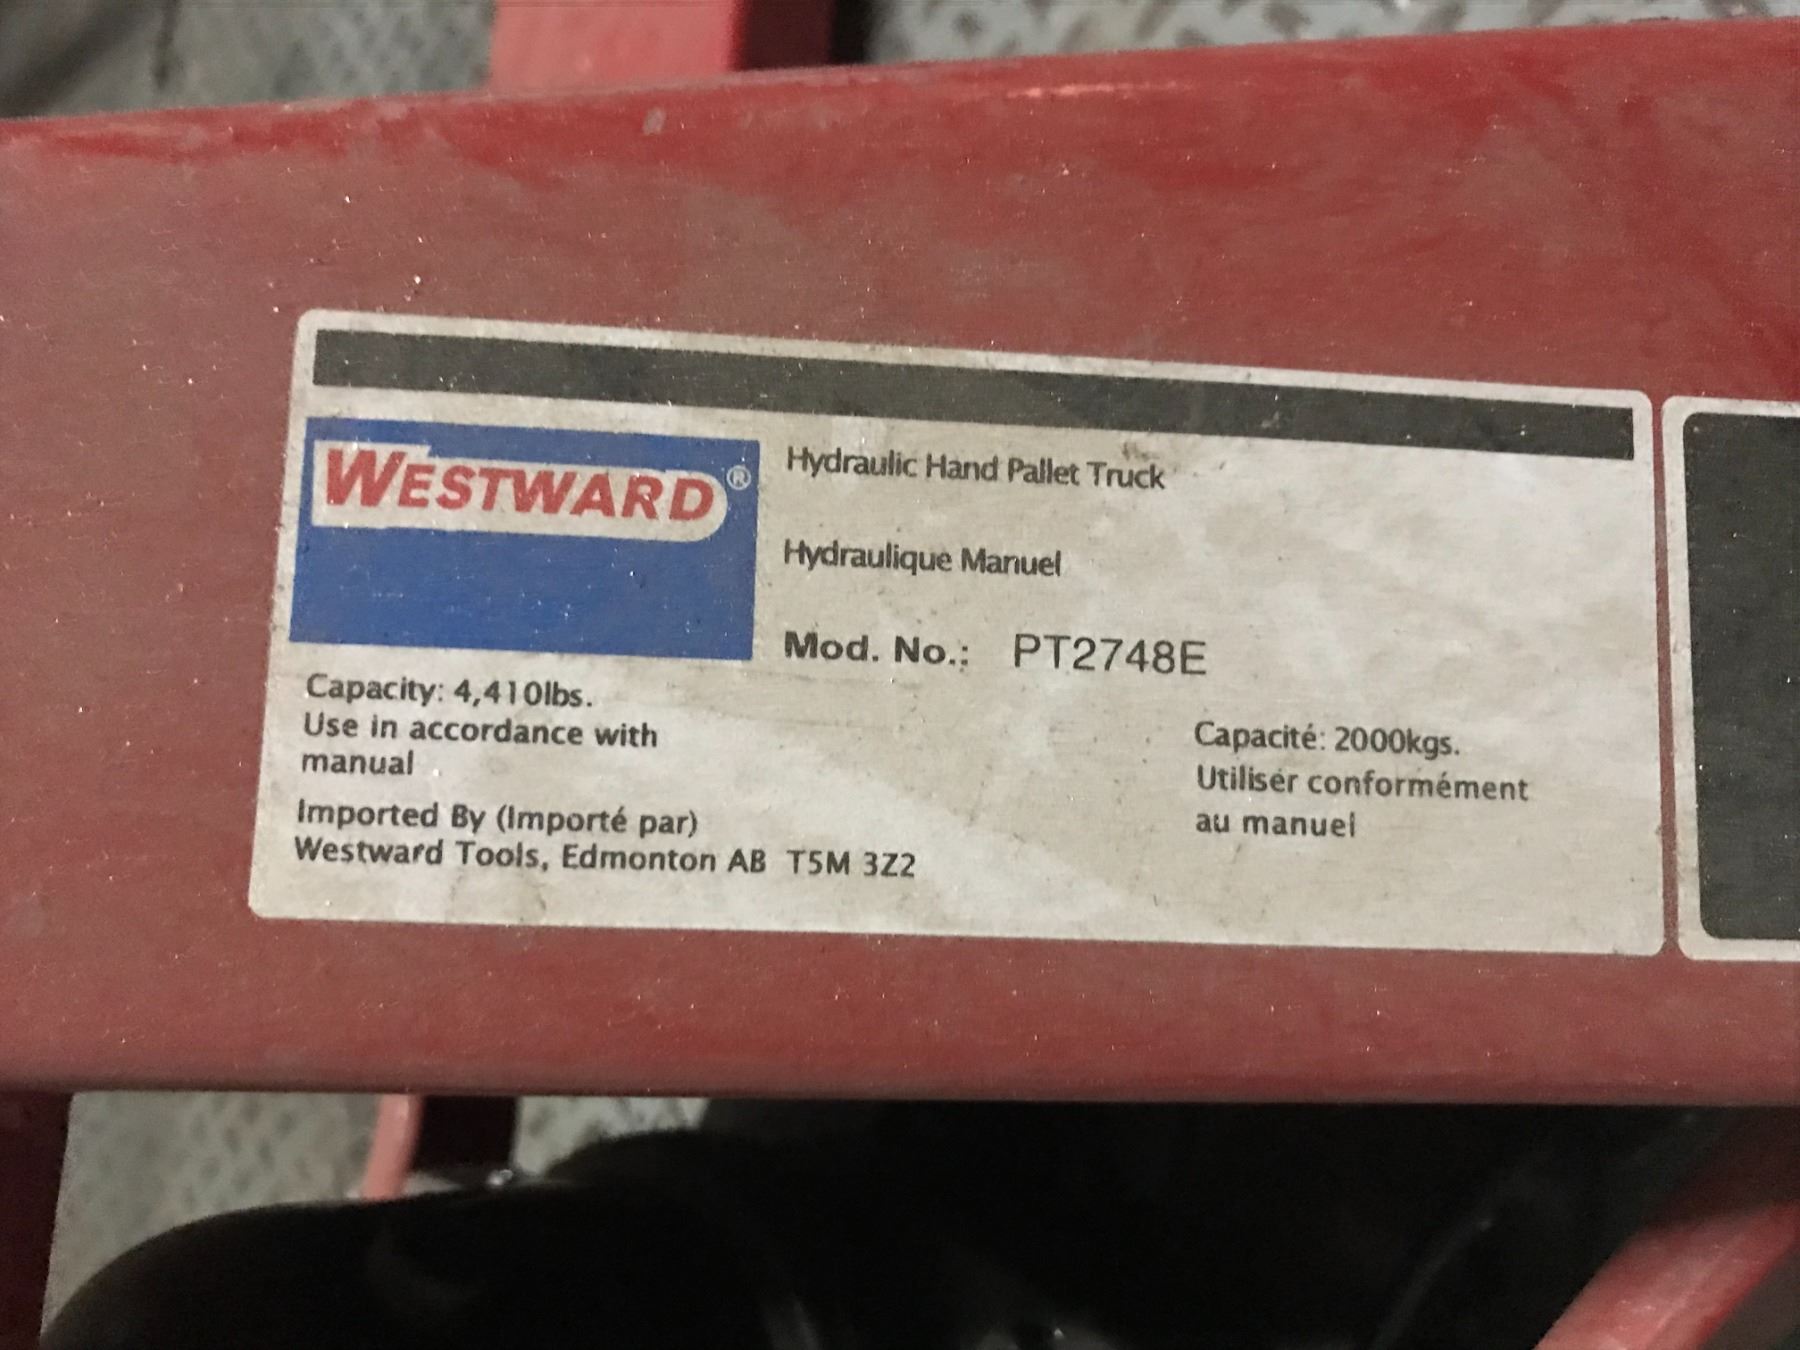 WESTWARD®
Hydraulic Hand Pallet Truck
Hydraulique Manuel
Mod. No.: PT2748E
Capacity: 4,410lbs.
Use in accordance with
manual
Capacité: 2000kgs.
Utiliser conformément
au manuel
Imported By (Importé par)
Westward Tools, Edmonton AB T5M 3Z2